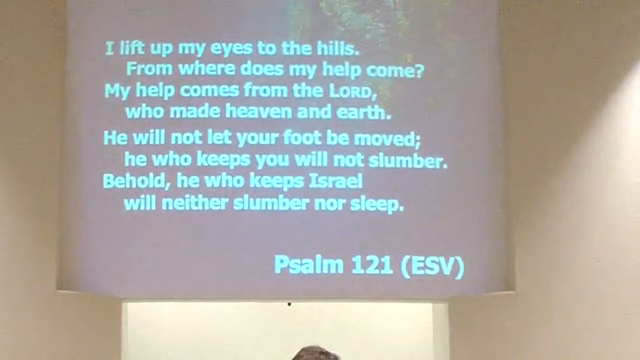 I lift up my eyes to the hills.
From where does my help come?
My help comes from the LORD,
who made heaven and earth.
He will not let your foot be moved;
he who keeps you will not slumber.
Behold, he who keeps Israel
will neither slumber nor sleep.
Psalm 121 (ESV)